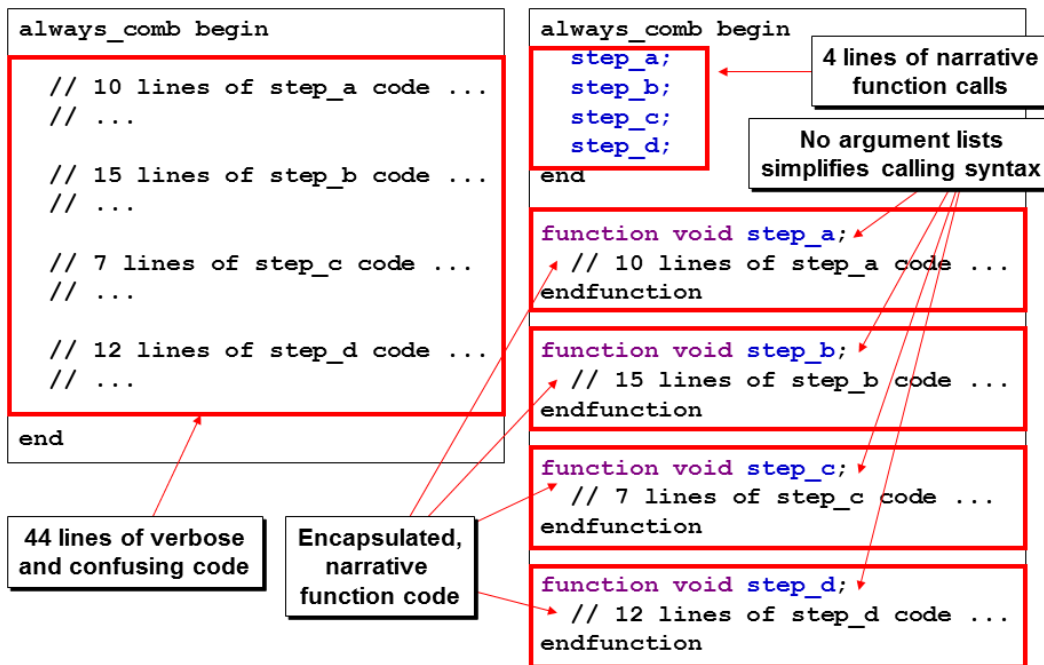 always_comb begin
// 10 lines of step_a code ...
// ...
// 15 lines of step_b code ...
// ...
// 7 lines of step_c code ...
// ...
// 12 lines of step_d code ...
// ...
end
44 lines of verbose
and confusing code
Encapsulated,
narrative
function code
always_comb begin
step_a;
step_b;
step_c;
step_d;
end
4 lines of narrative
function calls
No argument lists
simplifies calling syntax
function void step_a;
// 10 lines of step_a code ...
endfunction
function void step_b;
// 15 lines of step_b code ...
endfunction
function void step_c;
// 7 lines of step_c code ...
endfunction
function void step_d;
// 12 lines of step_d code ...
endfunction